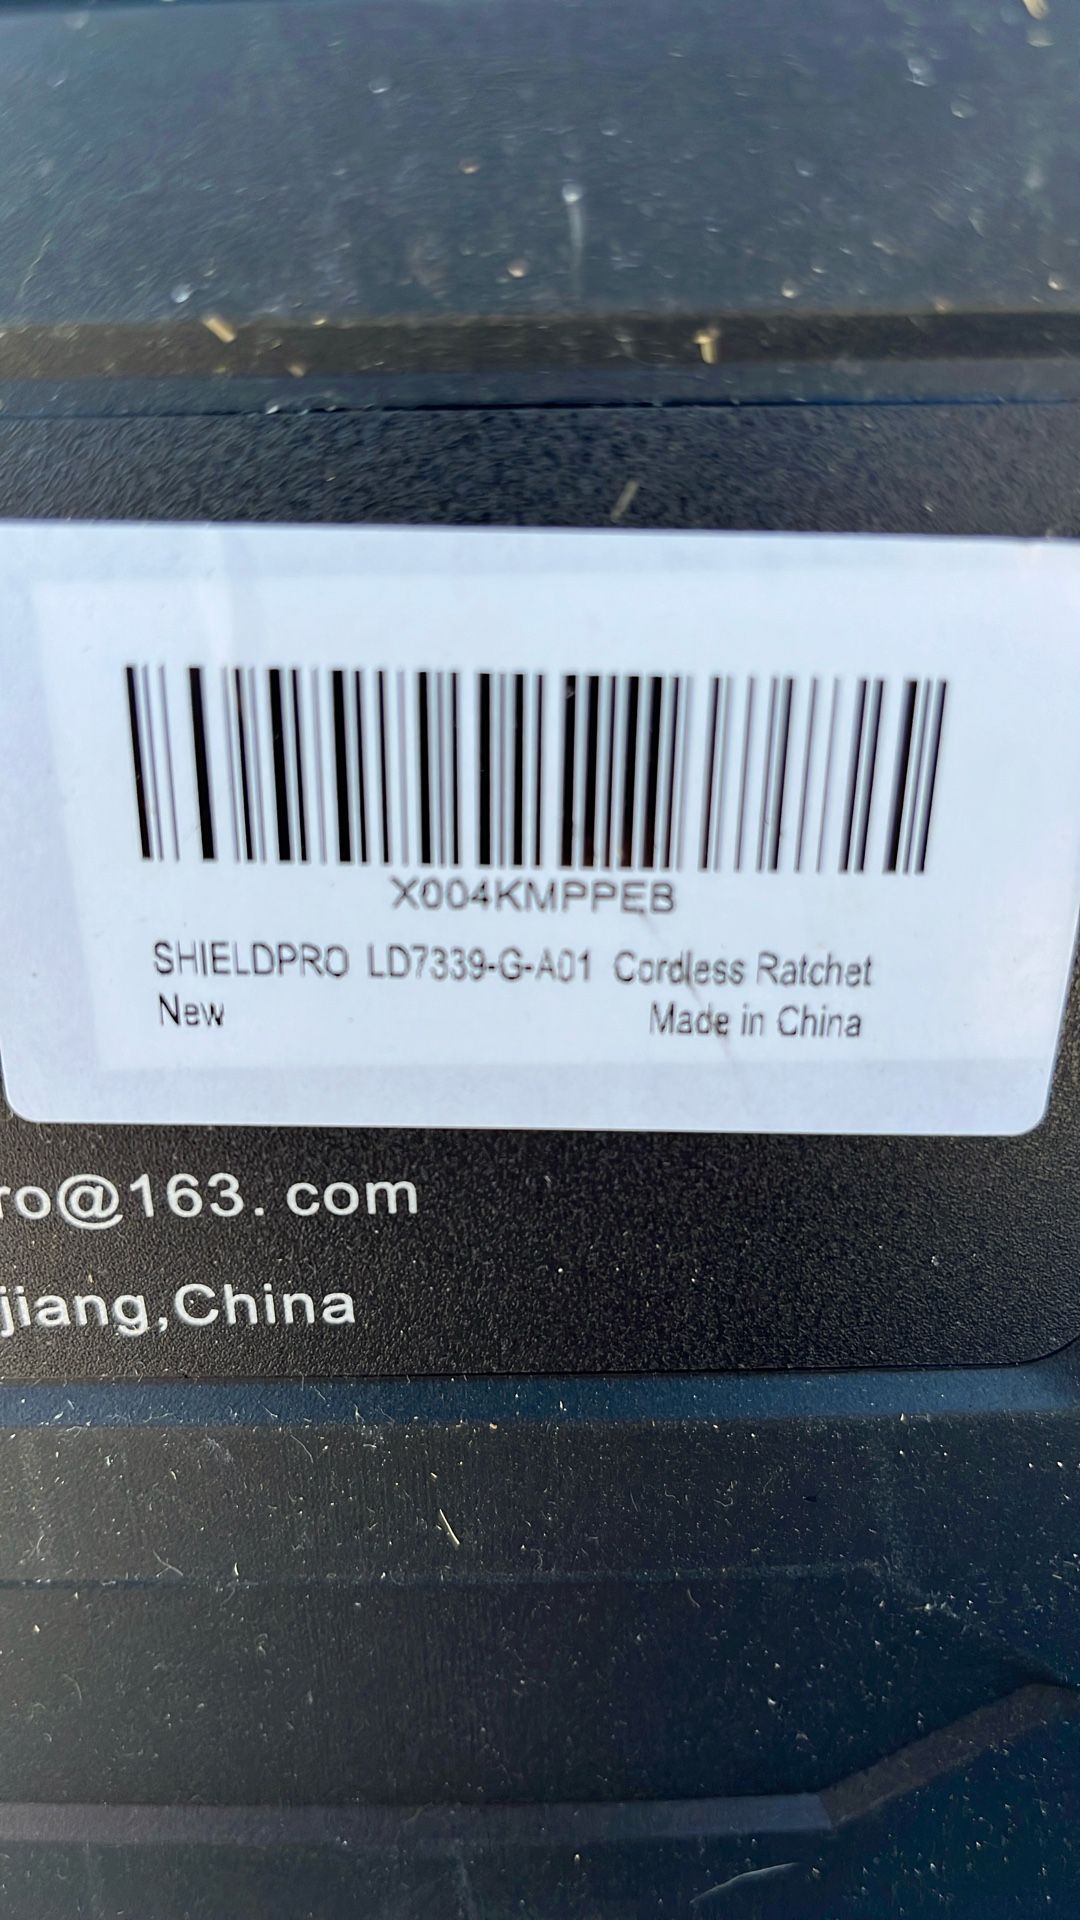 X004KMPPEB
SHIELDPRO LD7339-G-A01 Cordless Ratchet
New Made in China
ro@163. com
jiang,China